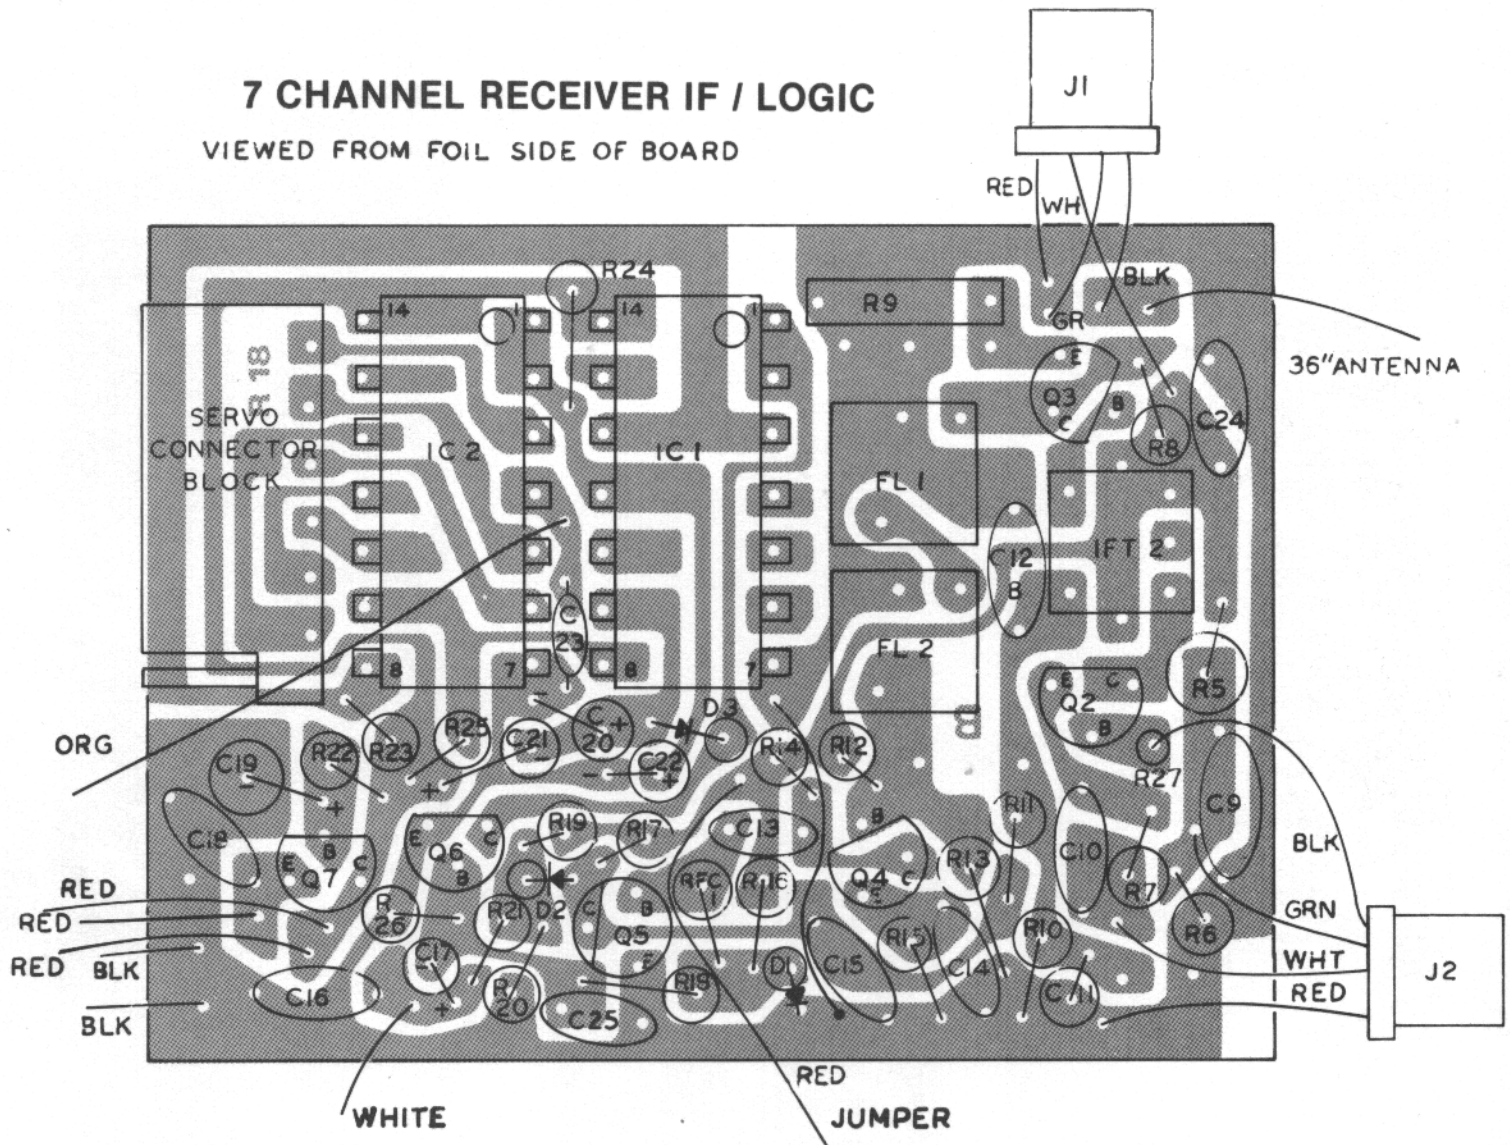 7 CHANNEL RECEIVER IF / LOGIC
VIEWED FROM FOIL SIDE OF BOARD
J1
RED
WH
BLK
GR
36"ANTENNA
R24
R9
14
1
14
1
R 18
SERVO
CONNECTOR
BLOCK
IC 2
IC 1
E
Q3
B
C
R8
C24
FL 1
C12
B
IFT 2
C
23
FL 2
8
7
8
7
E
C
Q2
B
R5
8
ORG
D3
C19
-
+
R22
R23
R25
+
C21
-
-
C +
20
-
C22
+
R14
R12
R27
C9
C18
R19
R17
C13
B
R11
C10
BLK
E
B
C
Q7
E
Q6
C
B
RFC
1
R16
Q4
C
E
R13
R7
RED
RED
RED
BLK
BLK
R
26
R21
D2
C
B
Q5
E
R15
R10
R6
GRN
WHT
RED
J2
C17
-
+
R
20
C16
C25
R18
D1
C15
C14
C 11
WHITE
RED
JUMPER